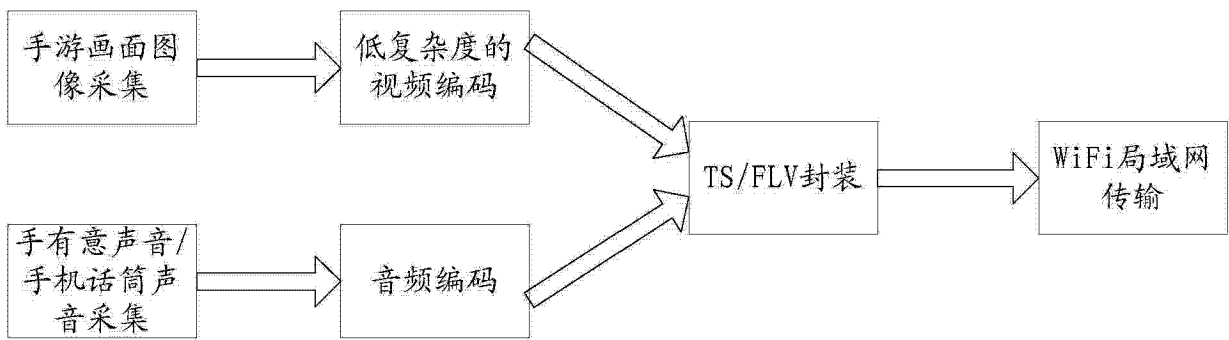 手游画面图
像采集
低复杂度的
视频编码
TS/FLV封装
WiFi局域网
传输
手有意声音/
手机话筒声
音采集
音频编码